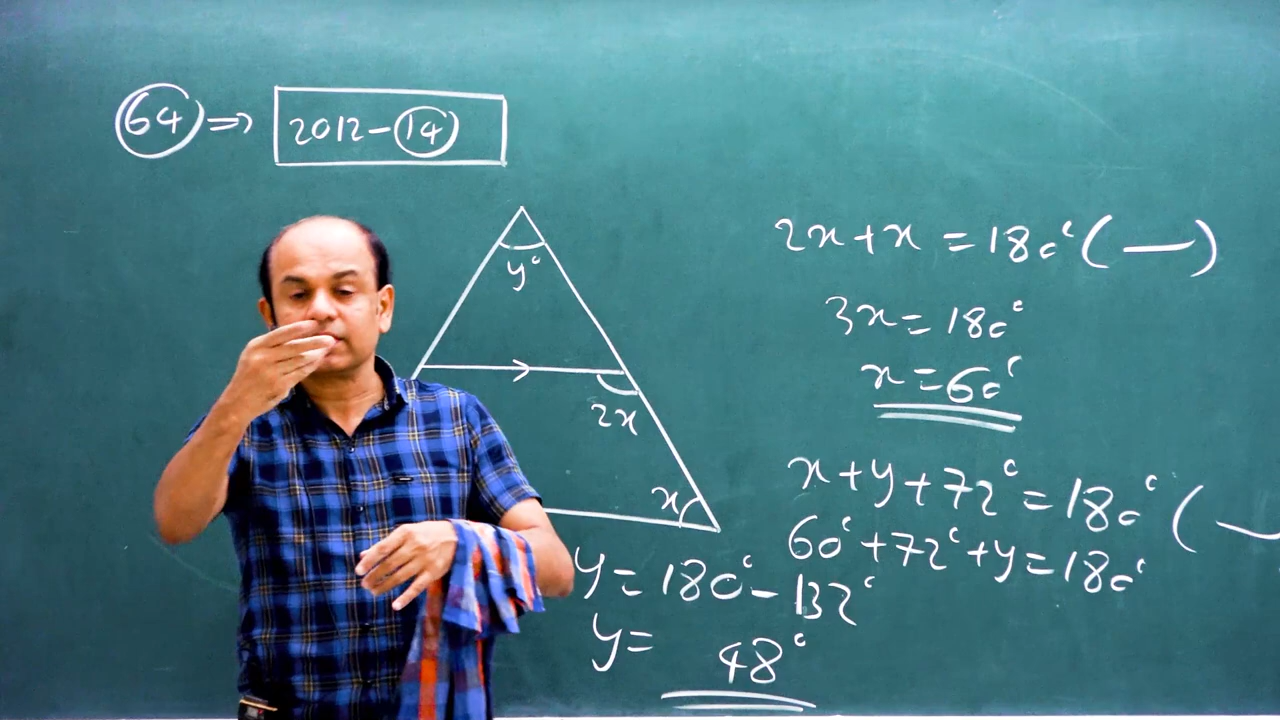 64 ⇒ 2012-14
y°
2x
x
2x+x = 180° (—)
3x = 180°
x = 60°
x+y+72° = 180° (
60°+72°+y = 180°
y = 180° - 132°
y = 48°